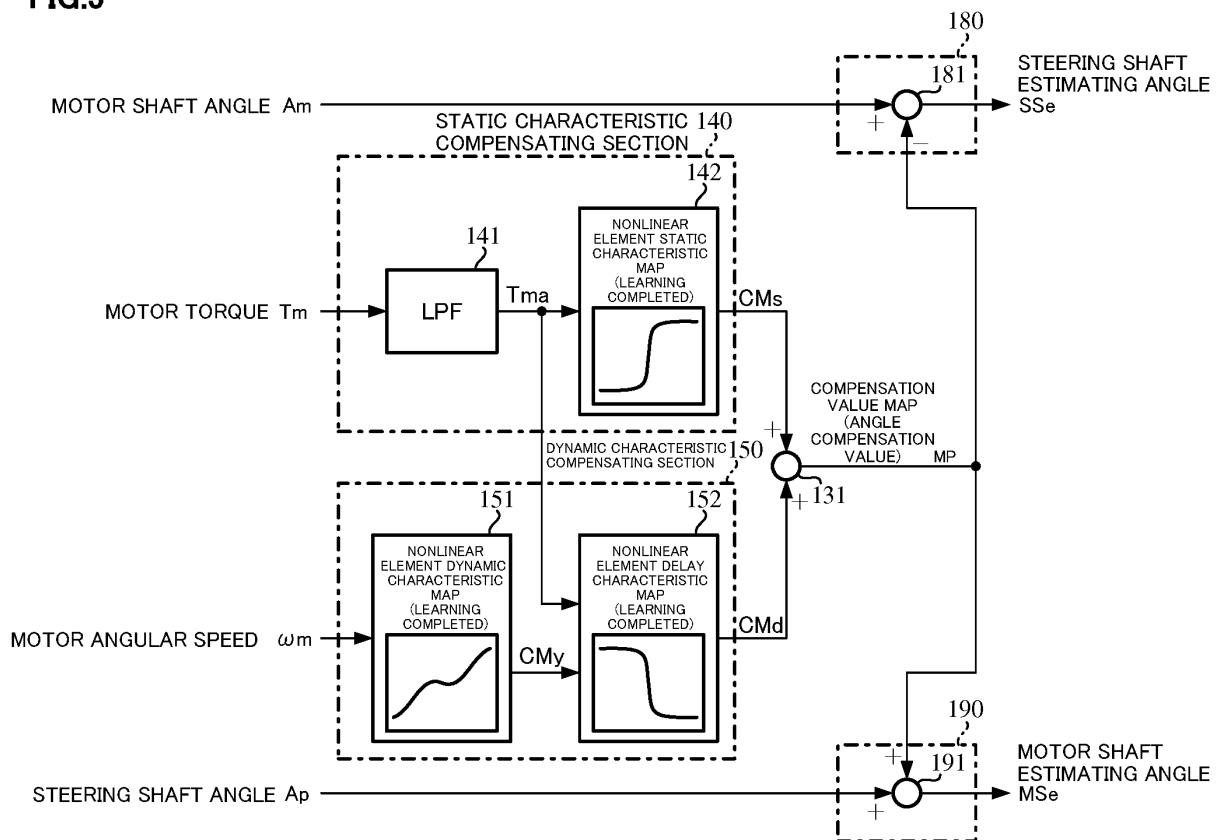 FIG.5
180
STEERING SHAFT
ESTIMATING ANGLE
SSe
181
MOTOR SHAFT ANGLE Am
+
−
STATIC CHARACTERISTIC
COMPENSATING SECTION
140
142
NONLINEAR
ELEMENT STATIC
CHARACTERISTIC
MAP
(LEARNING
COMPLETED)
141
MOTOR TORQUE Tm
LPF
Tma
CMs
COMPENSATION
VALUE MAP
(ANGLE
COMPENSATION
VALUE) MP
+
131
+
DYNAMIC CHARACTERISTIC
COMPENSATING SECTION
150
151
152
NONLINEAR
ELEMENT DYNAMIC
CHARACTERISTIC
MAP
(LEARNING
COMPLETED)
NONLINEAR
ELEMENT DELAY
CHARACTERISTIC
MAP
(LEARNING
COMPLETED)
MOTOR ANGULAR SPEED ωm
CMy
CMd
190
MOTOR SHAFT
ESTIMATING ANGLE
MSe
+
191
STEERING SHAFT ANGLE Ap
+